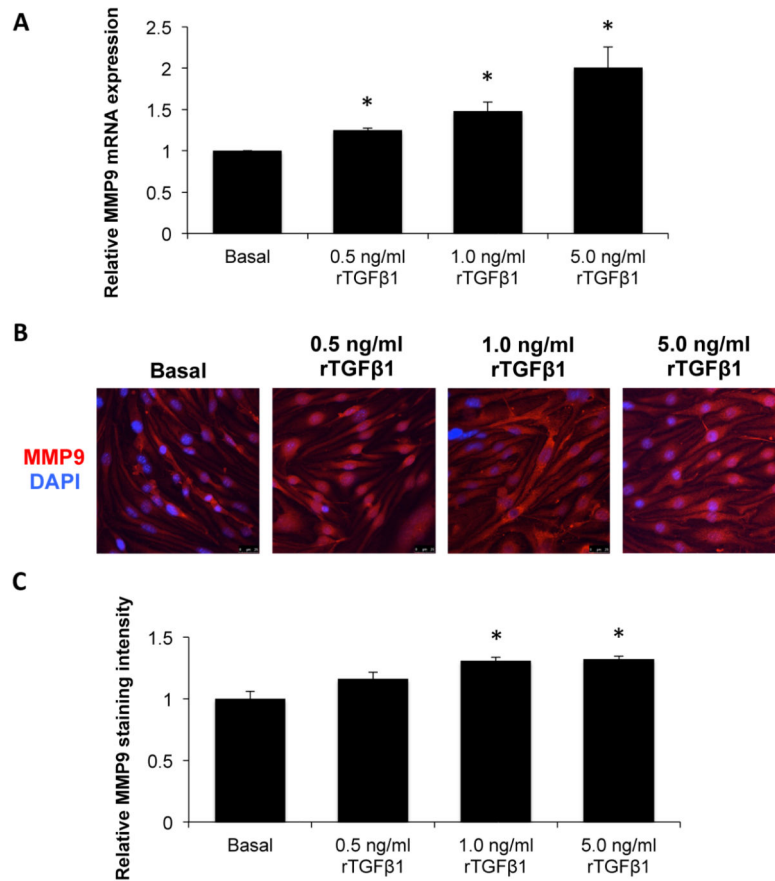 A
Relative MMP9 mRNA expression
2.5
2
1.5
1
0.5
0
*
*
*
Basal
0.5 ng/ml
rTGFβ1
1.0 ng/ml
rTGFβ1
5.0 ng/ml
rTGFβ1
B
Basal
0.5 ng/ml
rTGFβ1
1.0 ng/ml
rTGFβ1
5.0 ng/ml
rTGFβ1
MMP9
DAPI
C
Relative MMP9 staining intensity
1.5
1
0.5
0
*
*
Basal
0.5 ng/ml
rTGFβ1
1.0 ng/ml
rTGFβ1
5.0 ng/ml
rTGFβ1